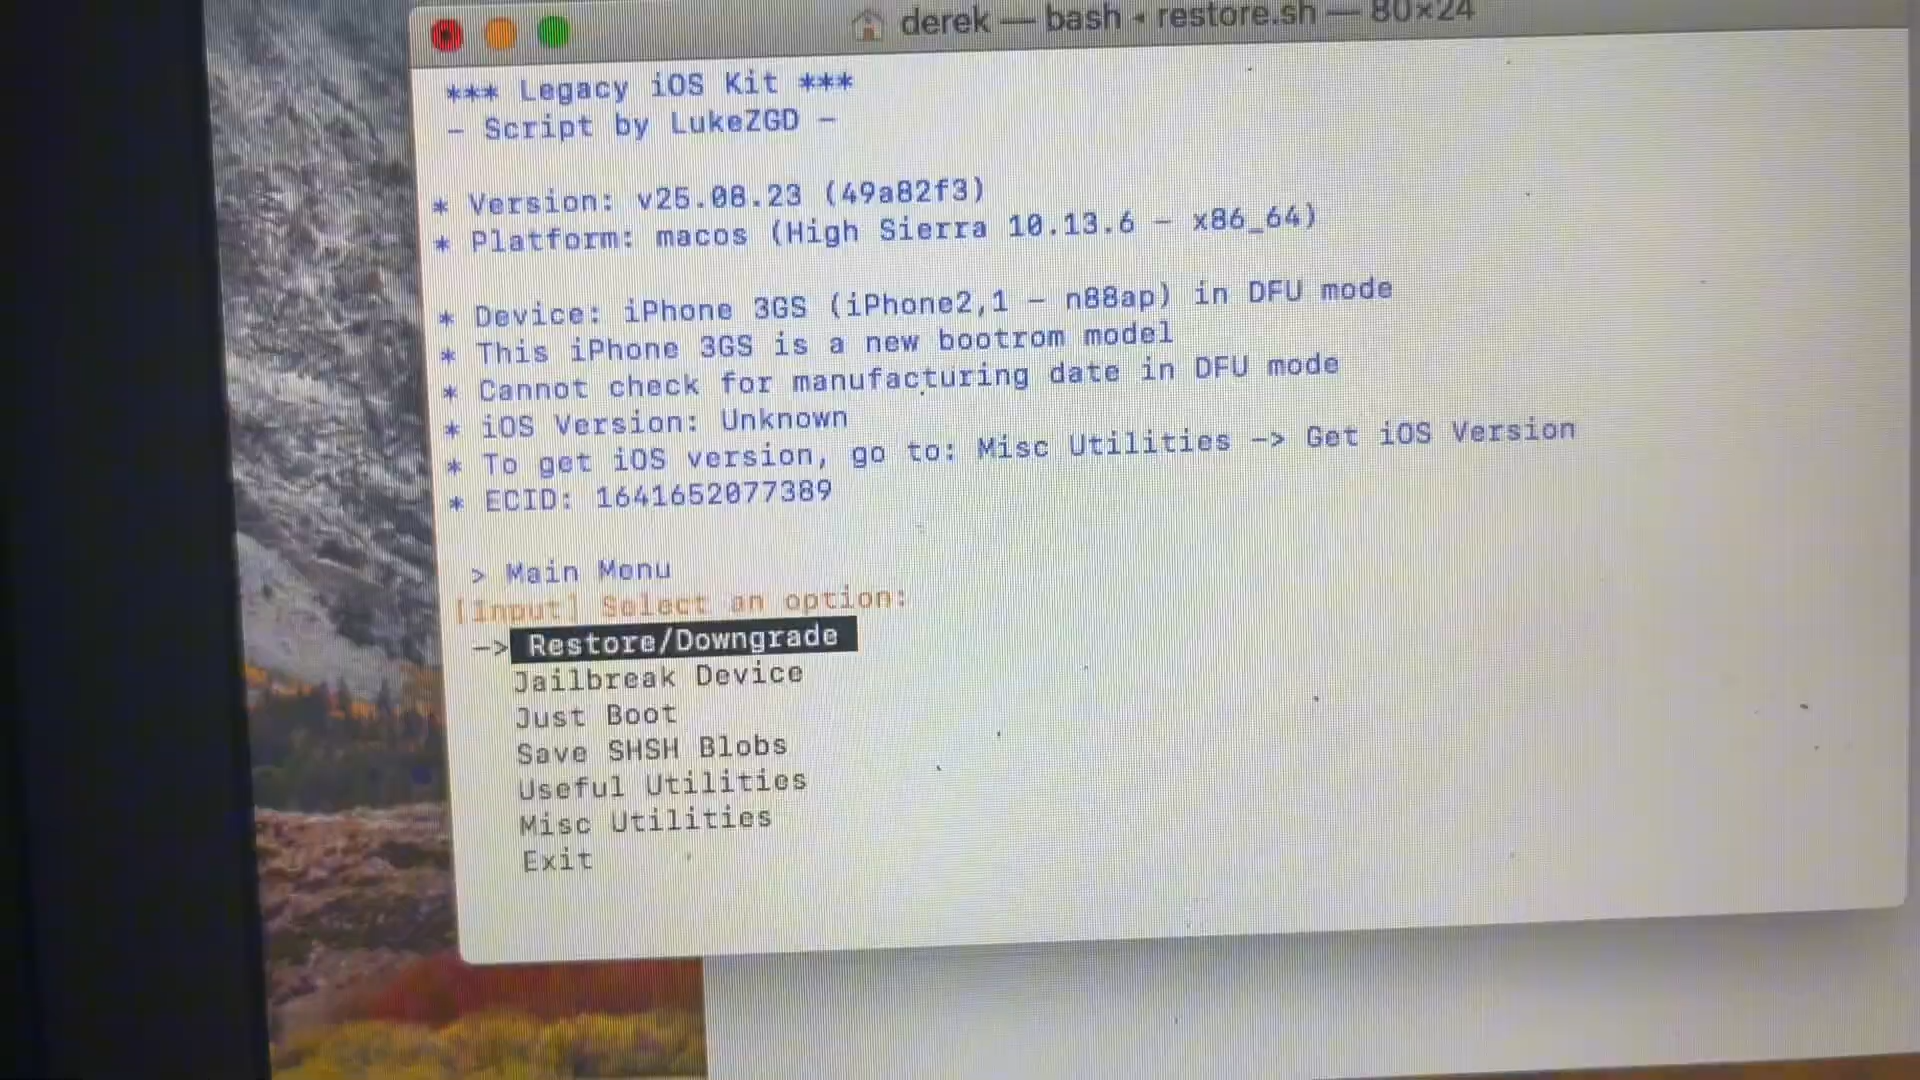 derek — bash ◂ restore.sh — 80×24
*** Legacy iOS Kit ***
- Script by LukeZGD -
* Version: v25.08.23 (49a82f3)
* Platform: macos (High Sierra 10.13.6 - x86_64)
* Device: iPhone 3GS (iPhone2,1 - n88ap) in DFU mode
* This iPhone 3GS is a new bootrom model
* Cannot check for manufacturing date in DFU mode
* iOS Version: Unknown
* To get iOS version, go to: Misc Utilities -> Get iOS Version
* ECID: 1641652077389
> Main Menu
[Input] Select an option:
-> Restore/Downgrade
Jailbreak Device
Just Boot
Save SHSH Blobs
Useful Utilities
Misc Utilities
Exit